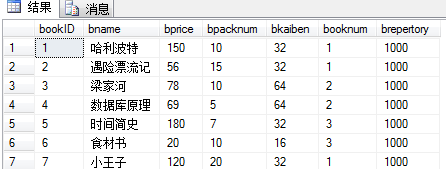 结果 消息
bookID bname bprice bpacknum bkaiben booknum brepertory
1 1 哈利波特 150 10 32 1 1000
2 2 遇险漂流记 56 15 32 1 1000
3 3 梁家河 78 10 64 2 1000
4 4 数据库原理 69 5 64 2 1000
5 5 时间简史 180 7 32 3 1000
6 6 食材书 20 10 16 3 1000
7 7 小王子 120 20 32 1 1000